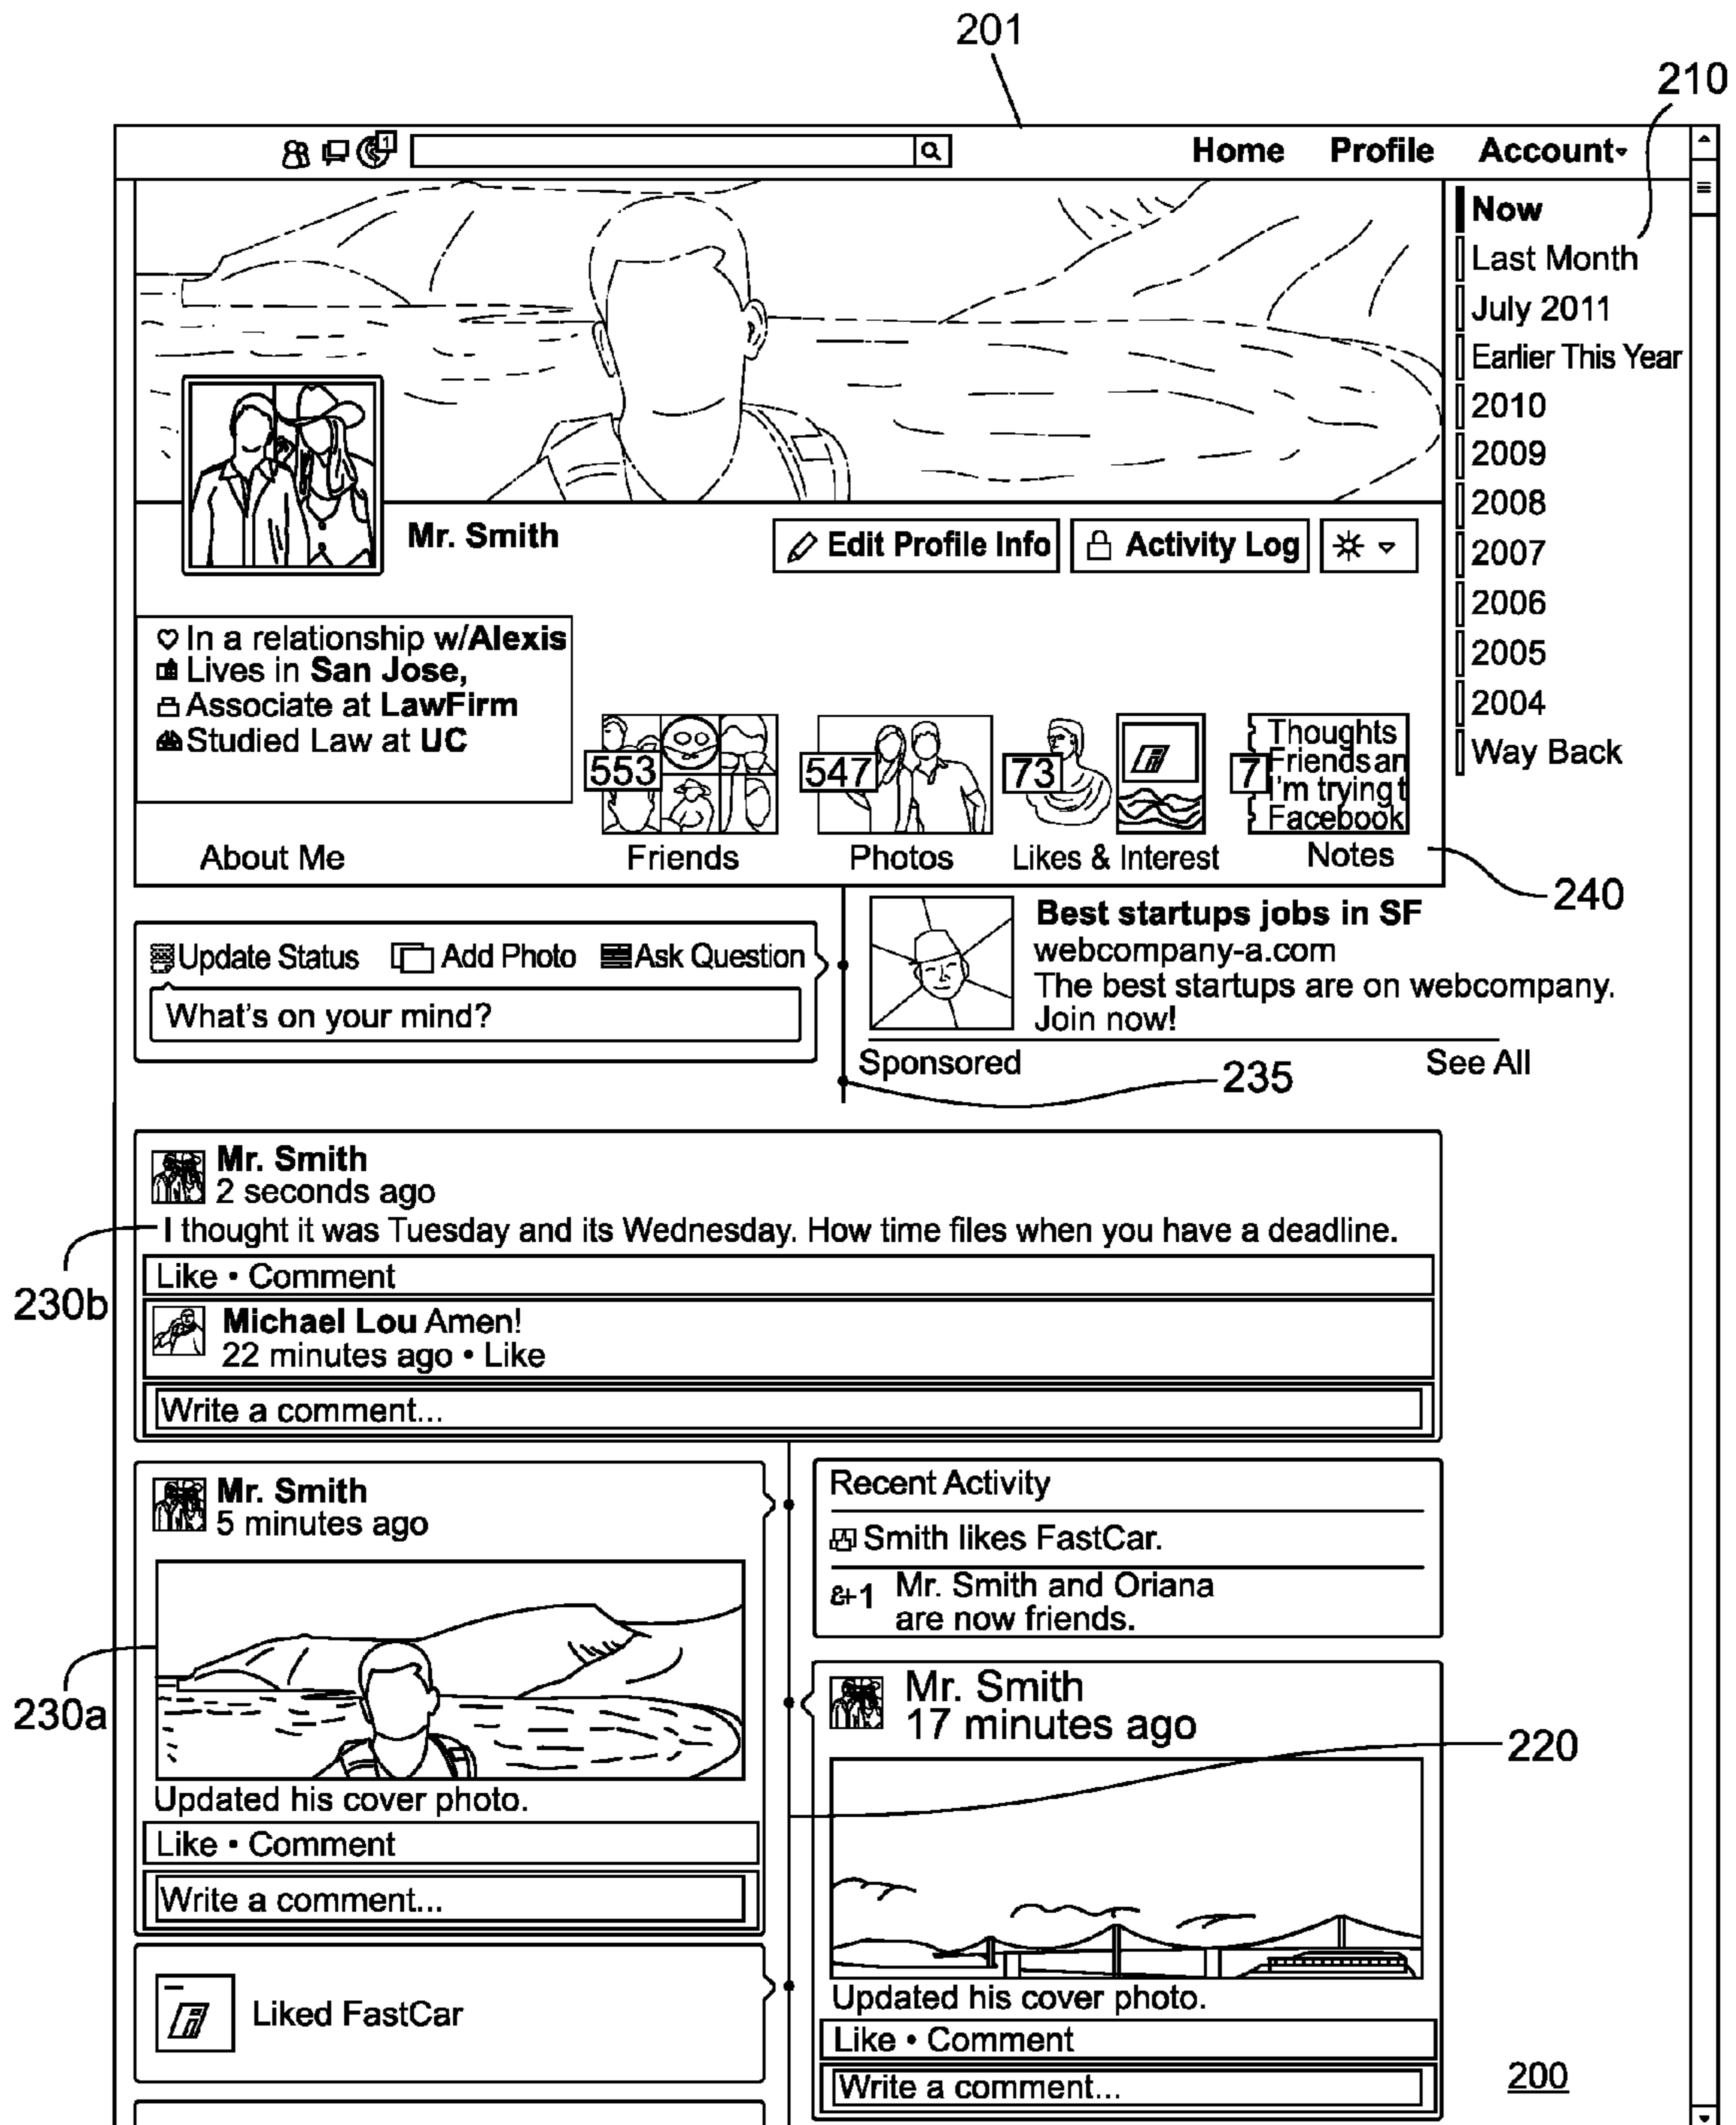 201
210
1
Home Profile Account
Now
Last Month
July 2011
Earlier This Year
2010
2009
2008
2007
2006
2005
2004
Way Back
Mr. Smith
Edit Profile Info
Activity Log
In a relationship w/Alexis
Lives in San Jose,
Associate at LawFirm
Studied Law at UC
About Me
553
Friends
547
Photos
73
Likes & Interest
7
Thoughts
Friends an
I'm trying t
Facebook
Notes
240
Update Status Add Photo Ask Question
What's on your mind?
Best startups jobs in SF
webcompany-a.com
The best startups are on webcompany.
Join now!
Sponsored See All
235
Mr. Smith
2 seconds ago
I thought it was Tuesday and its Wednesday. How time files when you have a deadline.
230b
Like • Comment
Michael Lou Amen!
22 minutes ago • Like
Write a comment...
Mr. Smith
5 minutes ago
230a
Updated his cover photo.
Like • Comment
Write a comment...
Liked FastCar
Recent Activity
Smith likes FastCar.
&+1 Mr. Smith and Oriana
are now friends.
Mr. Smith
17 minutes ago
220
Updated his cover photo.
Like • Comment
Write a comment...
200